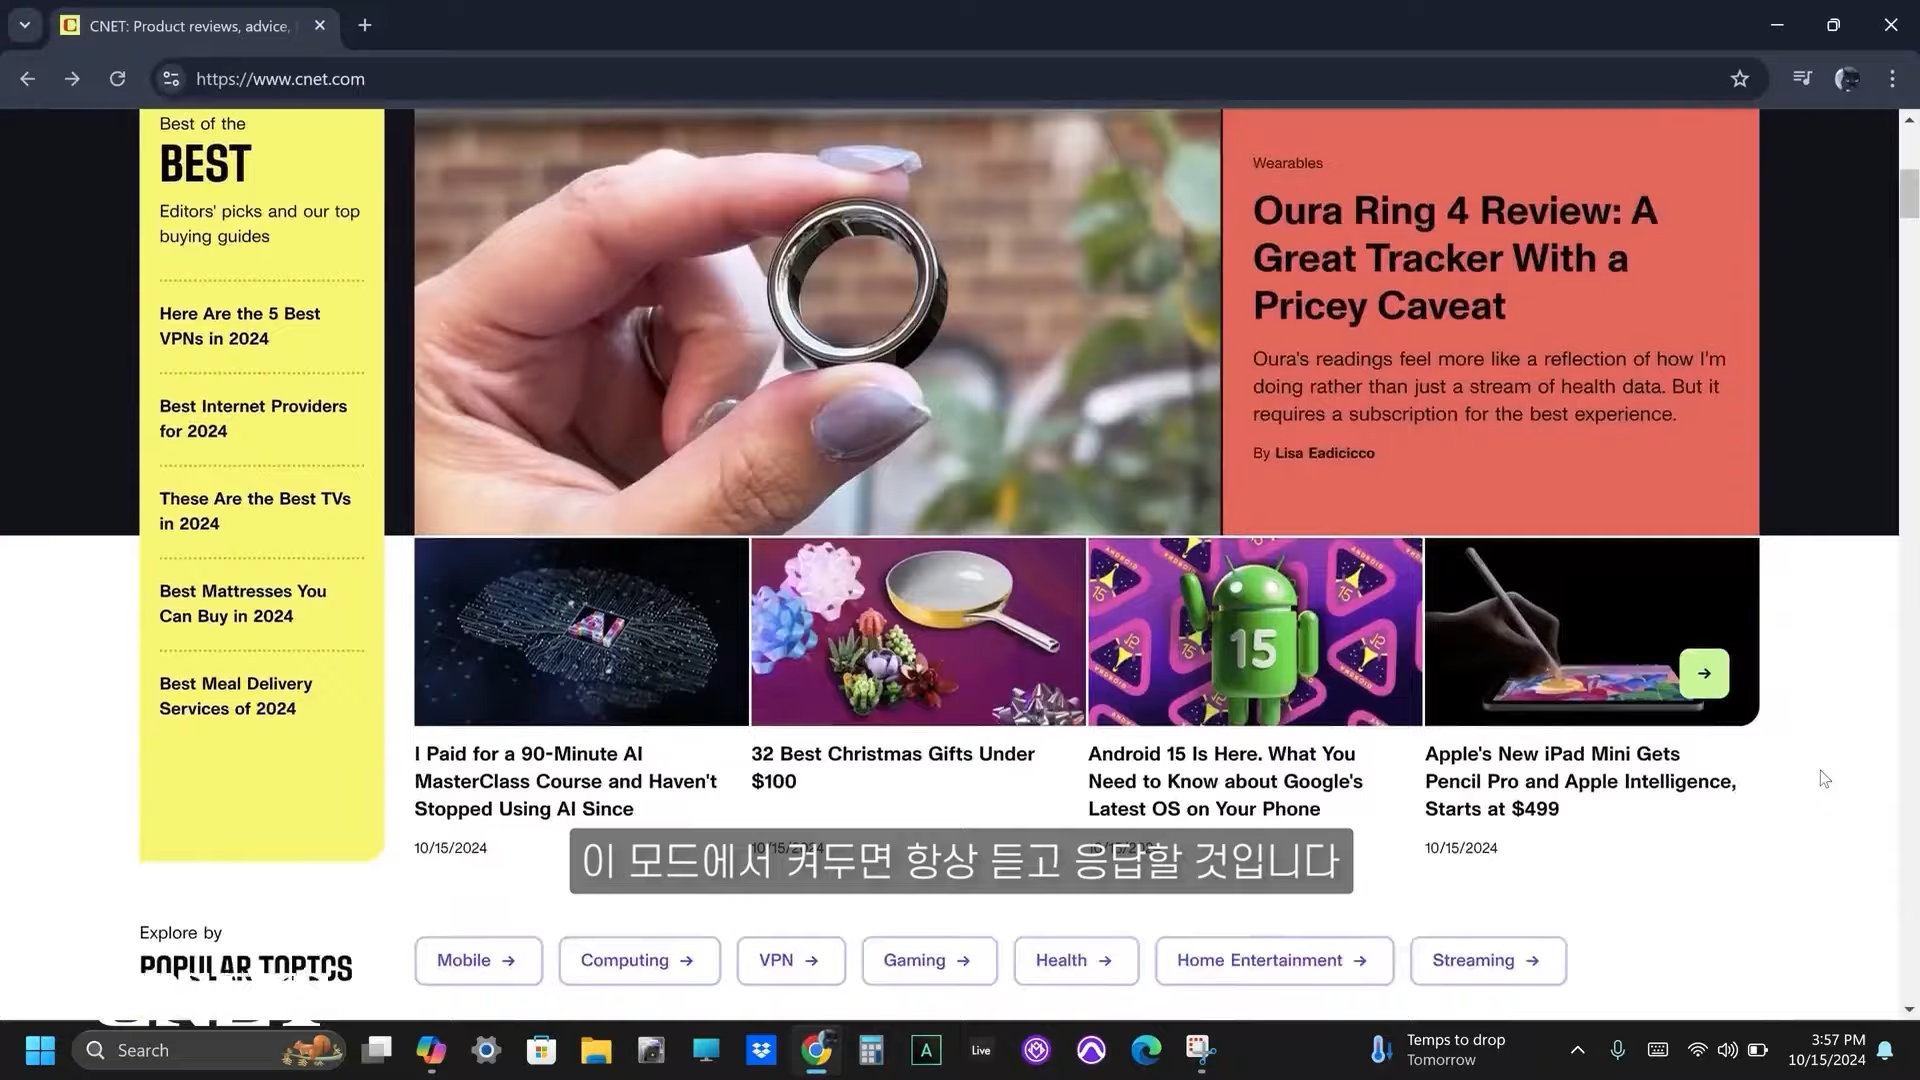 CNET: Product reviews, advice,
https://www.cnet.com
Best of the
BEST
Editors' picks and our top
buying guides
Here Are the 5 Best
VPNs in 2024
Best Internet Providers
for 2024
These Are the Best TVs
in 2024
Best Mattresses You
Can Buy in 2024
Best Meal Delivery
Services of 2024
Wearables
Oura Ring 4 Review: A
Great Tracker With a
Pricey Caveat
Oura's readings feel more like a reflection of how I'm
doing rather than just a stream of health data. But it
requires a subscription for the best experience.
By Lisa Eadicicco
15
I Paid for a 90-Minute AI
MasterClass Course and Haven't
Stopped Using AI Since
10/15/2024
32 Best Christmas Gifts Under
$100
10/15/2024
Android 15 Is Here. What You
Need to Know about Google's
Latest OS on Your Phone
Apple's New iPad Mini Gets
Pencil Pro and Apple Intelligence,
Starts at $499
10/15/2024
이 모드에서 켜두면 항상 듣고 응답할 것입니다
Explore by
POPULAR TOPICS
Mobile →
Computing →
VPN →
Gaming →
Health →
Home Entertainment →
Streaming →
Search
Live
Temps to drop
Tomorrow
3:57 PM
10/15/2024